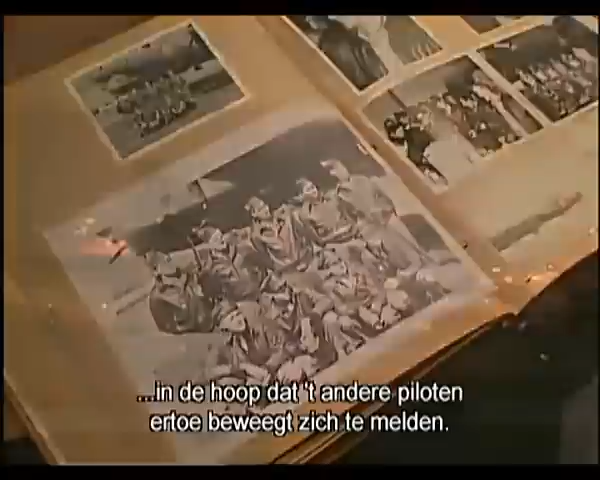 ...in de hoop dat 't andere piloten
ertoe beweegt zich te melden.